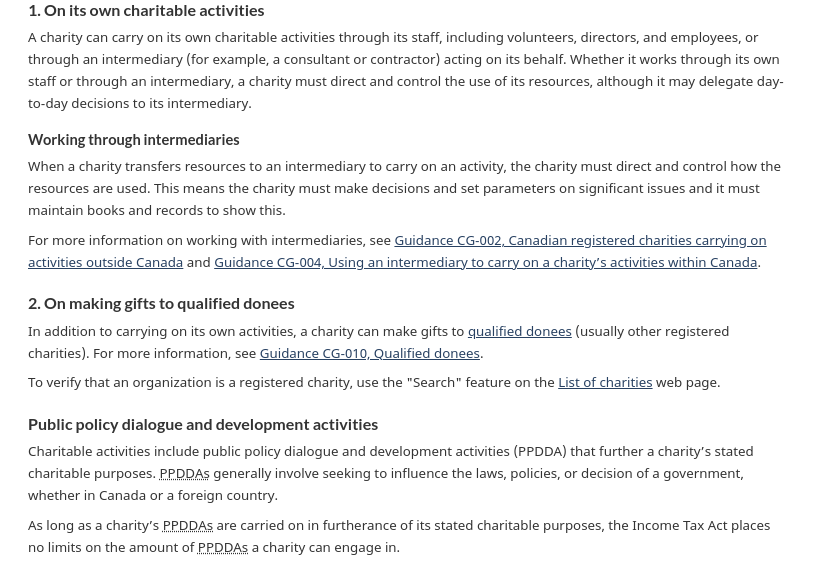 1. On its own charitable activities
A charity can carry on its own charitable activities through its staff, including volunteers, directors, and employees, or
through an intermediary (for example, a consultant or contractor) acting on its behalf. Whether it works through its own
staff or through an intermediary, a charity must direct and control the use of its resources, although it may delegate day-
to-day decisions to its intermediary.
Working through intermediaries
When a charity transfers resources to an intermediary to carry on an activity, the charity must direct and control how the
resources are used. This means the charity must make decisions and set parameters on significant issues and it must
maintain books and records to show this.
For more information on working with intermediaries, see Guidance CG-002, Canadian registered charities carrying on
activities outside Canada and Guidance CG-004, Using an intermediary to carry on a charity's activities within Canada.
2. On making gifts to qualified donees
In addition to carrying on its own activities, a charity can make gifts to qualified donees (usually other registered
charities). For more information, see Guidance CG-010, Qualified donees.
To verify that an organization is a registered charity, use the "Search" feature on the List of charities web page.
Public policy dialogue and development activities
Charitable activities include public policy dialogue and development activities (PPDDA) that further a charity's stated
charitable purposes. PPDDAs generally involve seeking to influence the laws, policies, or decision of a government,
whether in Canada or a foreign country.
As long as a charity's PPDDAs are carried on in furtherance of its stated charitable purposes, the Income Tax Act places
no limits on the amount of PPDDAs a charity can engage in.